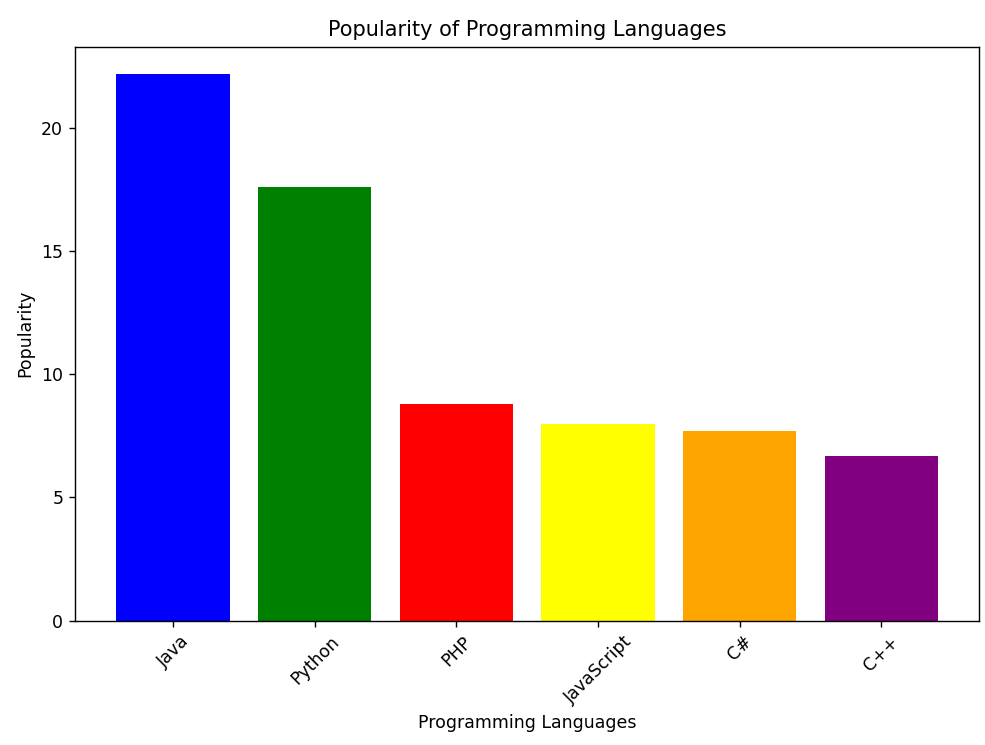 Popularity of Programming Languages
Popularity
20
15
10
5
0
Java
Python
PHP
JavaScript
C#
C++
Programming Languages